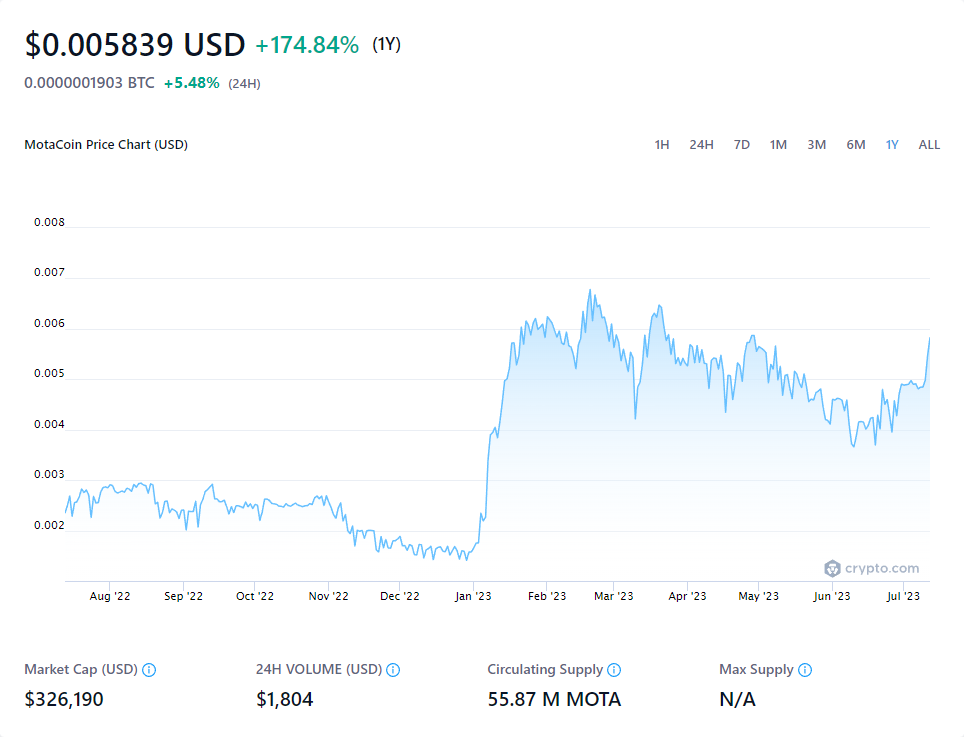 $0.005839 USD +174.84% (1Y)
0.0000001903 BTC +5.48% (24H)
MotaCoin Price Chart (USD) 1H 24H 7D 1M 3M 6M 1Y ALL
0.008
0.007
0.006
0.005
0.004
0.003
0.002
crypto.com
Aug '22 Sep '22 Oct '22 Nov '22 Dec '22 Jan '23 Feb '23 Mar '23 Apr '23 May '23 Jun '23 Jul '23
Market Cap (USD) 24H VOLUME (USD) Circulating Supply Max Supply
$326,190 $1,804 55.87 M MOTA N/A